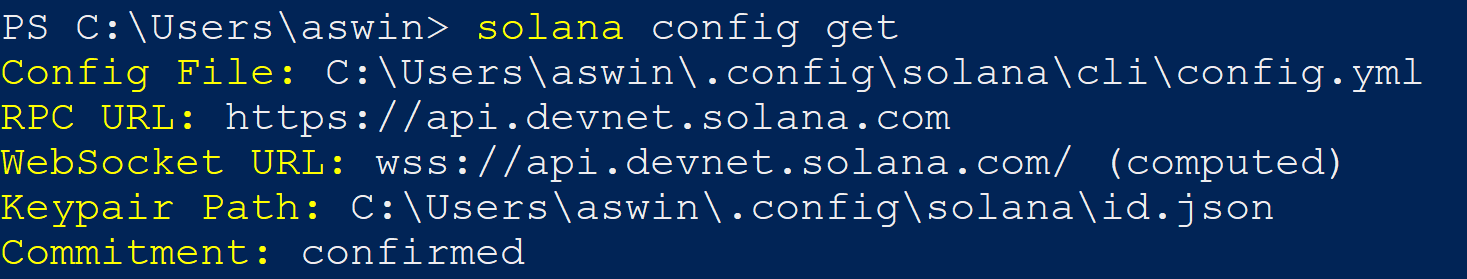 PS C:\Users\aswin> solana config get
Config File: C:\Users\aswin\.config\solana\cli\config.yml
RPC URL: https://api.devnet.solana.com
WebSocket URL: wss://api.devnet.solana.com/ (computed)
Keypair Path: C:\Users\aswin\.config\solana\id.json
Commitment: confirmed